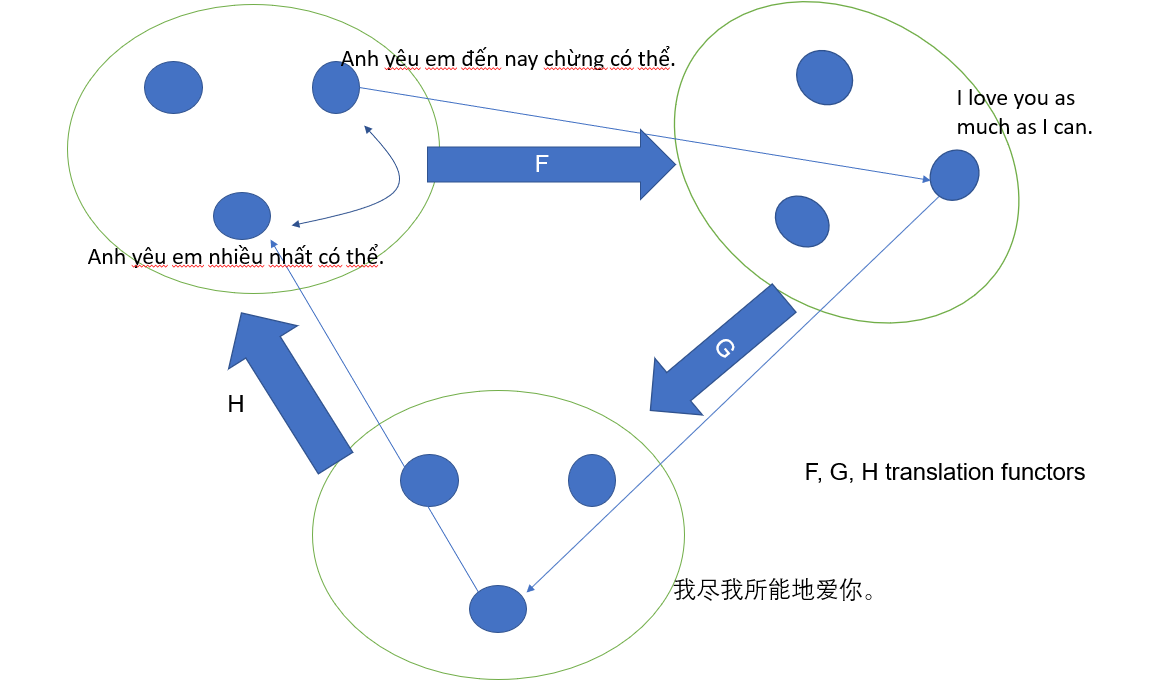 Anh yêu em đến nay chừng có thể.
I love you as
much as I can.
F
Anh yêu em nhiều nhất có thể.
G
H
F, G, H translation functors
我尽我所能地爱你。